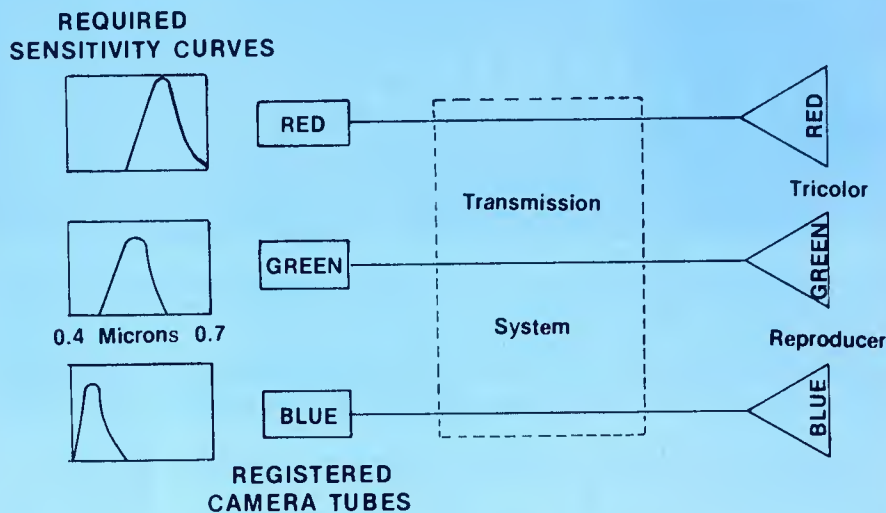 REQUIRED
SENSITIVITY CURVES
RED
RED
Transmission
Tricolor
GREEN
GREEN
0.4 Microns 0.7
System
Reproducer
BLUE
BLUE
REGISTERED
CAMERA TUBES